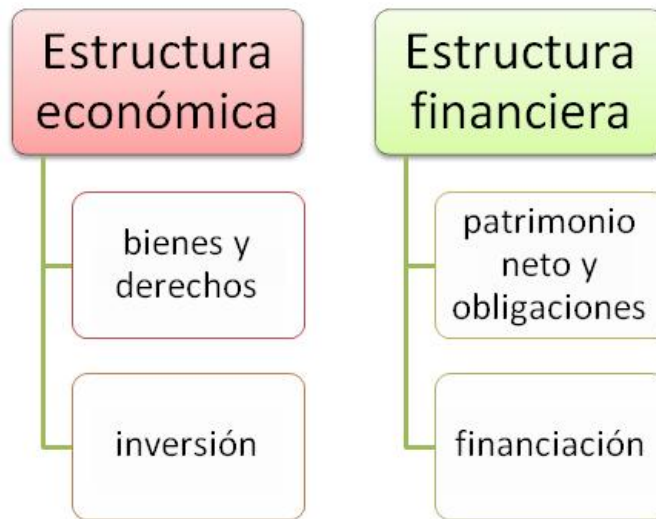 Estructura
económica
bienes y
derechos
inversión
Estructura
financiera
patrimonio
neto y
obligaciones
financiación